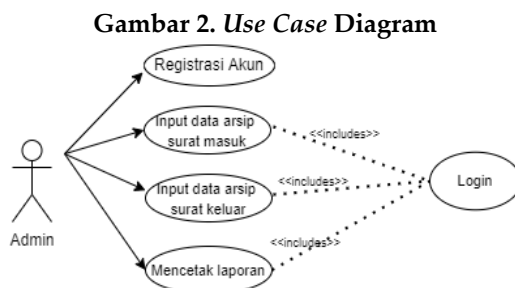 Gambar 2. Use Case Diagram
Registrasi Akun
Input data arsip
surat masuk
<<includes>>
Input data arsip
surat keluar
<<includes>>
Login
Admin
<<includes>>
Mencetak laporan